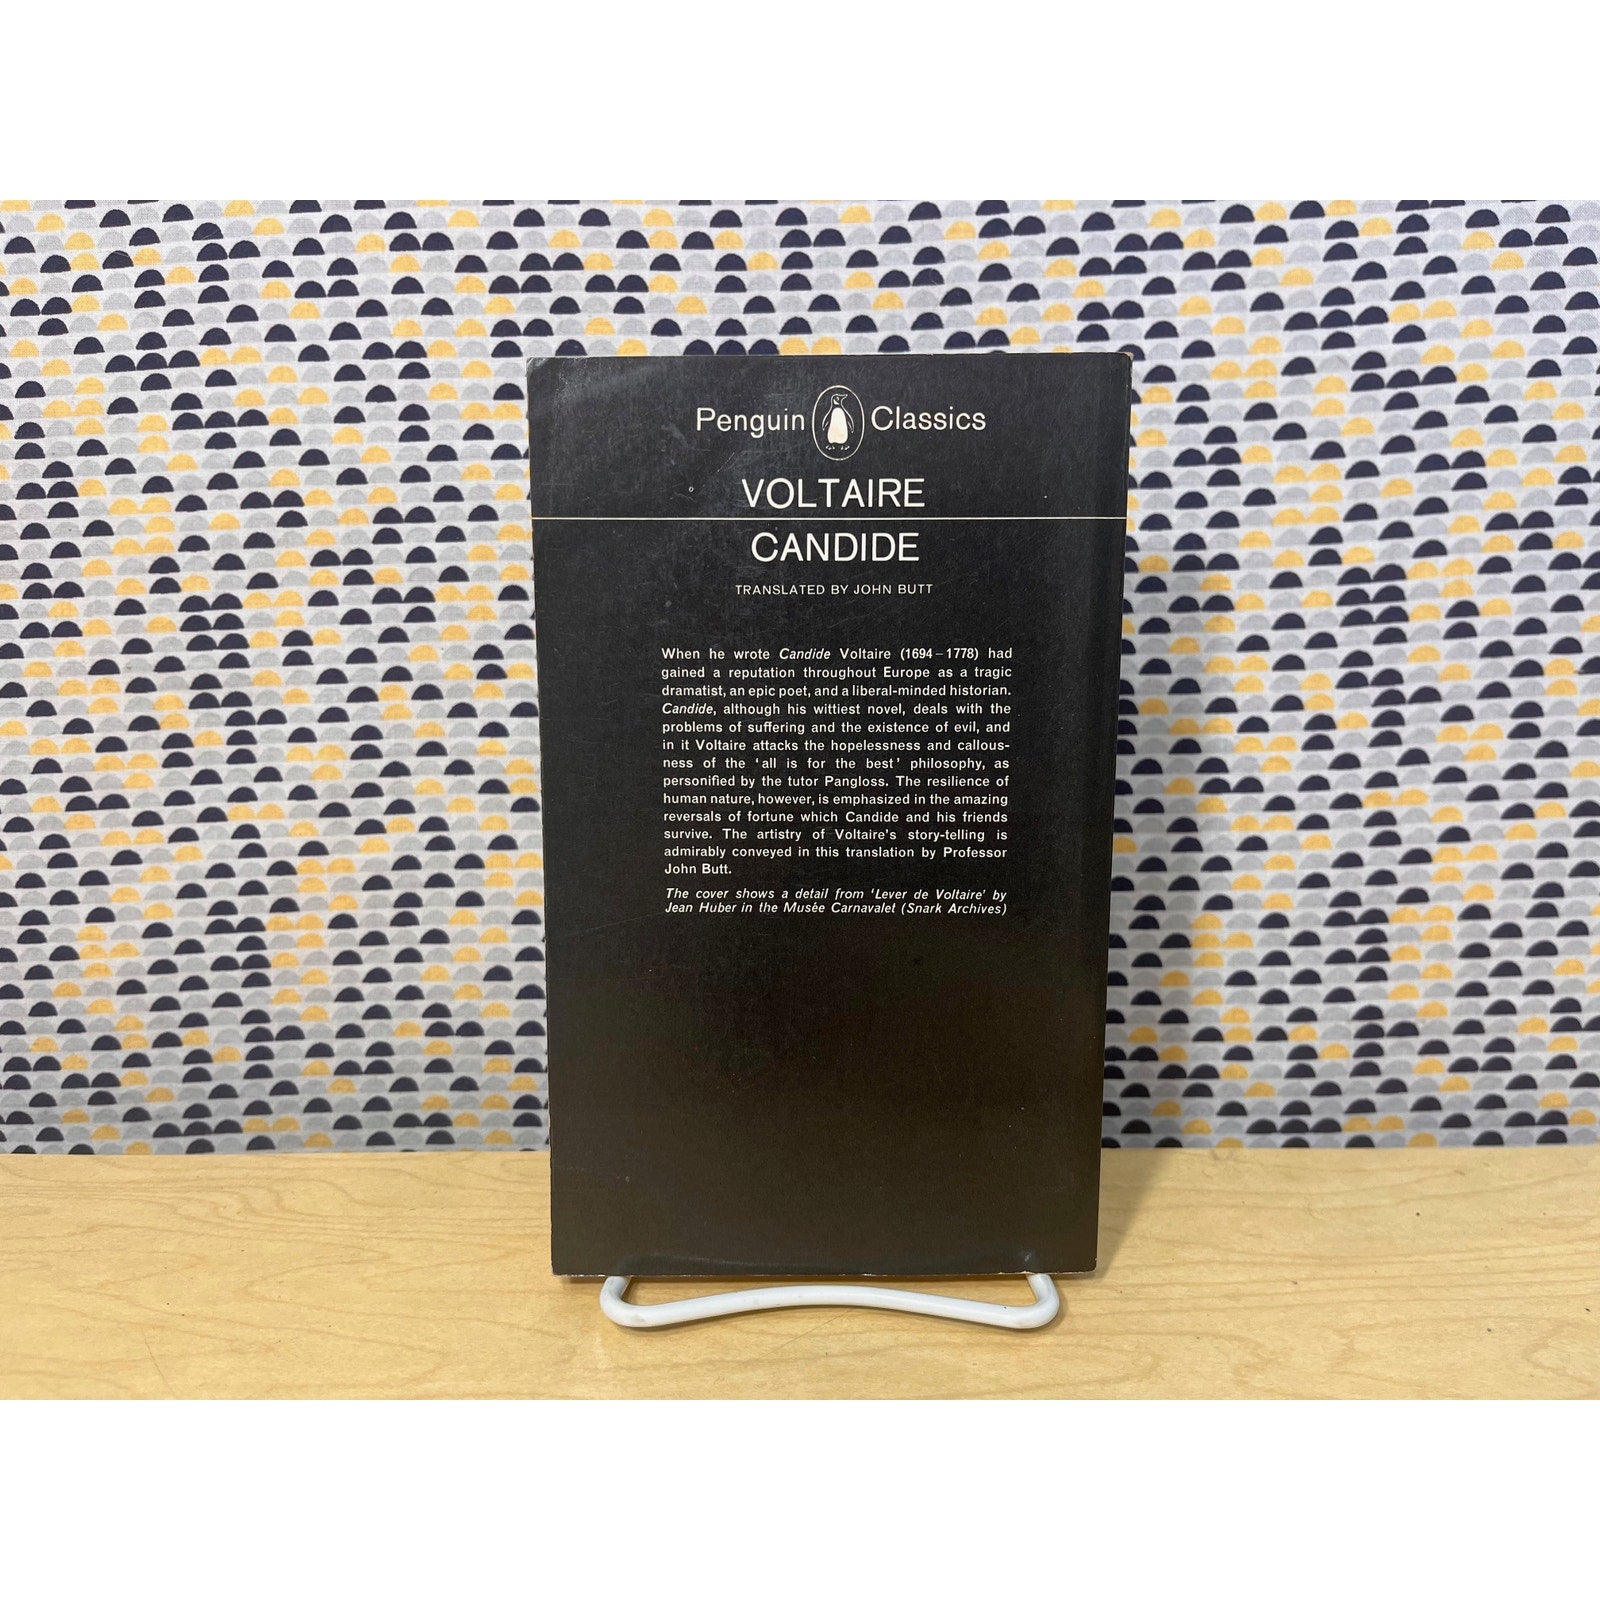 Penguin Classics
VOLTAIRE
CANDIDE
TRANSLATED BY JOHN BUTT
When he wrote Candide Voltaire (1694–1778) had
gained a reputation throughout Europe as a tragic
dramatist, an epic poet, and a liberal-minded historian.
Candide, although his wittiest novel, deals with the
problems of suffering and the existence of evil, and
in it Voltaire attacks the hopelessness and callous-
ness of the ‘all is for the best’ philosophy, as
personified by the tutor Pangloss. The resilience of
human nature, however, is emphasized in the amazing
reversals of fortune which Candide and his friends
survive. The artistry of Voltaire’s story-telling is
admirably conveyed in this translation by Professor
John Butt.
The cover shows a detail from ‘Lever de Voltaire’ by
Jean Huber in the Musée Carnavalet (Snark Archives)